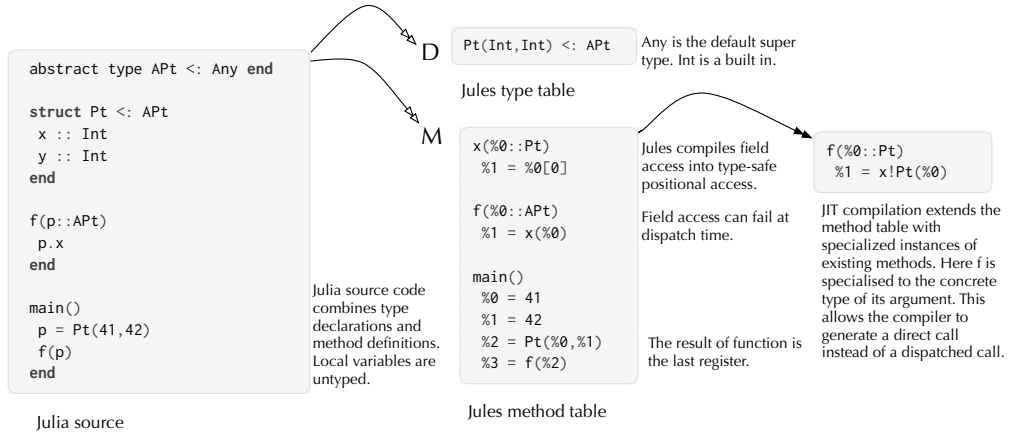 abstract type APt <: Any end
struct Pt <: APt
x :: Int
y :: Int
end
f(p::APt)
p.x
end
main()
p = Pt(41,42)
f(p)
end
Julia source
Julia source code
combines type
declarations and
method definitions.
Local variables are
untyped.
D
Pt(Int,Int) <: APt
Any is the default super
type. Int is a built in.
Jules type table
M
x(%0::Pt)
%1 = %0[0]
f(%0::APt)
%1 = x(%0)
main()
%0 = 41
%1 = 42
%2 = Pt(%0,%1)
%3 = f(%2)
Jules method table
Jules compiles field
access into type-safe
positional access.
Field access can fail at
dispatch time.
The result of function is
the last register.
f(%0::Pt)
%1 = x!Pt(%0)
JIT compilation extends the
method table with
specialized instances of
existing methods. Here f is
specialised to the concrete
type of its argument. This
allows the compiler to
generate a direct call
instead of a dispatched call.